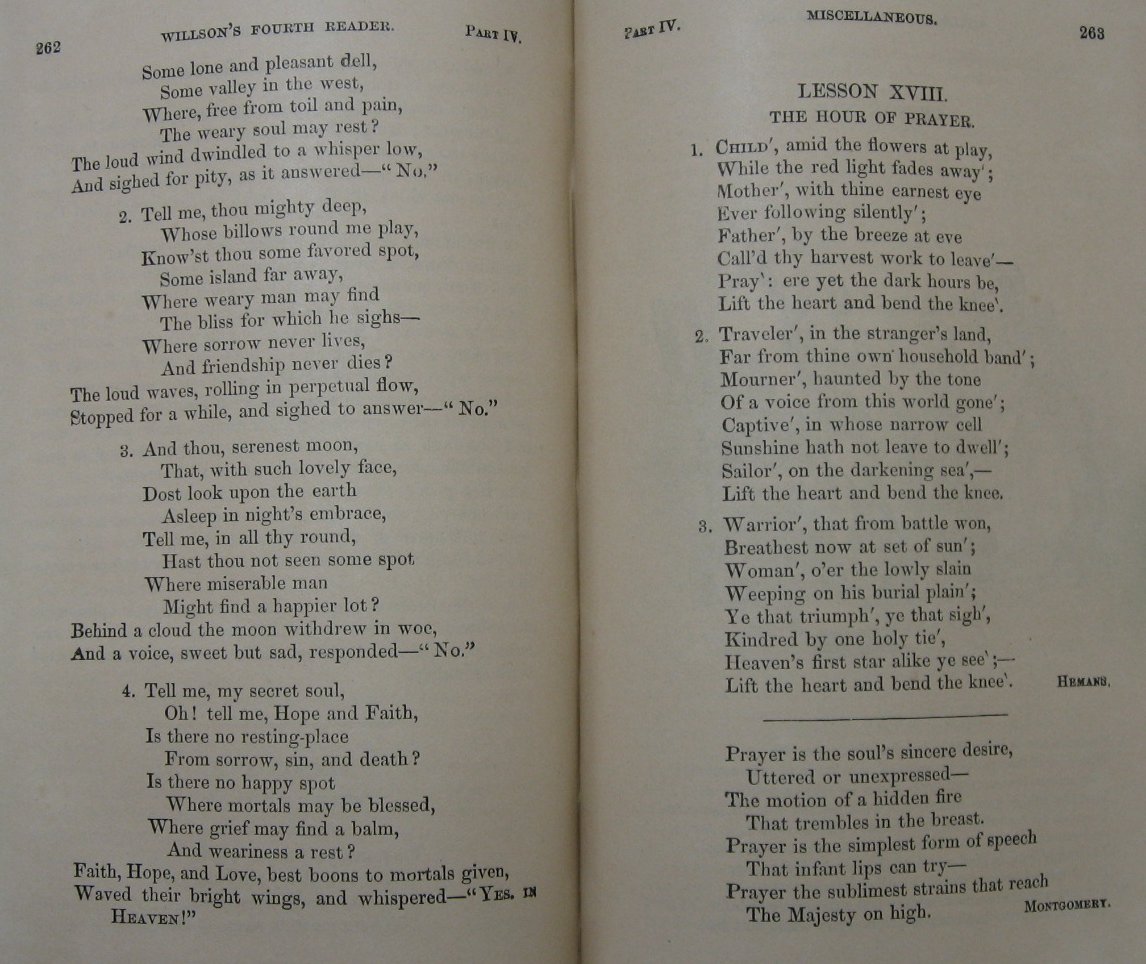 262
WILLSON'S FOURTH READER.
PART IV.
Some lone and pleasant dell,
Some valley in the west,
Where, free from toil and pain,
The weary soul may rest?
The loud wind dwindled to a whisper low,
And sighed for pity, as it answered—“No.”
2. Tell me, thou mighty deep,
Whose billows round me play,
Know'st thou some favored spot,
Some island far away,
Where weary man may find
The bliss for which he sighs—
Where sorrow never lives,
And friendship never dies?
The loud waves, rolling in perpetual flow,
Stopped for a while, and sighed to answer—“No.”
3. And thou, serenest moon,
That, with such lovely face,
Dost look upon the earth
Asleep in night's embrace,
Tell me, in all thy round,
Hast thou not seen some spot
Where miserable man
Might find a happier lot?
Behind a cloud the moon withdrew in woe,
And a voice, sweet but sad, responded—“No.”
4. Tell me, my secret soul,
Oh! tell me, Hope and Faith,
Is there no resting-place
From sorrow, sin, and death?
Is there no happy spot
Where mortals may be blessed,
Where grief may find a balm,
And weariness a rest?
Faith, Hope, and Love, best boons to mortals given,
Waved their bright wings, and whispered—“YES. IN
HEAVEN!”
PART IV.
MISCELLANEOUS.
263
LESSON XVIII.
THE HOUR OF PRAYER.
1. CHILD′, amid the flowers at play,
While the red light fades away′;
Mother′, with thine earnest eye
Ever following silently′;
Father′, by the breeze at eve
Call'd thy harvest work to leave′—
Pray‵: ere yet the dark hours be,
Lift the heart and bend the knee‵.
2. Traveler′, in the stranger's land,
Far from thine own household band′;
Mourner′, haunted by the tone
Of a voice from this world gone′;
Captive′, in whose narrow cell
Sunshine hath not leave to dwell′;
Sailor′, on the darkening sea′,—
Lift the heart and bend the knee.
3. Warrior′, that from battle won,
Breathest now at set of sun′;
Woman′, o'er the lowly slain
Weeping on his burial plain′;
Ye that triumph′, ye that sigh′,
Kindred by one holy tie′,
Heaven's first star alike ye see‵;—
Lift the heart and bend the knee‵. HEMANS.
Prayer is the soul's sincere desire,
Uttered or unexpressed—
The motion of a hidden fire
That trembles in the breast.
Prayer is the simplest form of speech
That infant lips can try—
Prayer the sublimest strains that reach
The Majesty on high. MONTGOMERY.